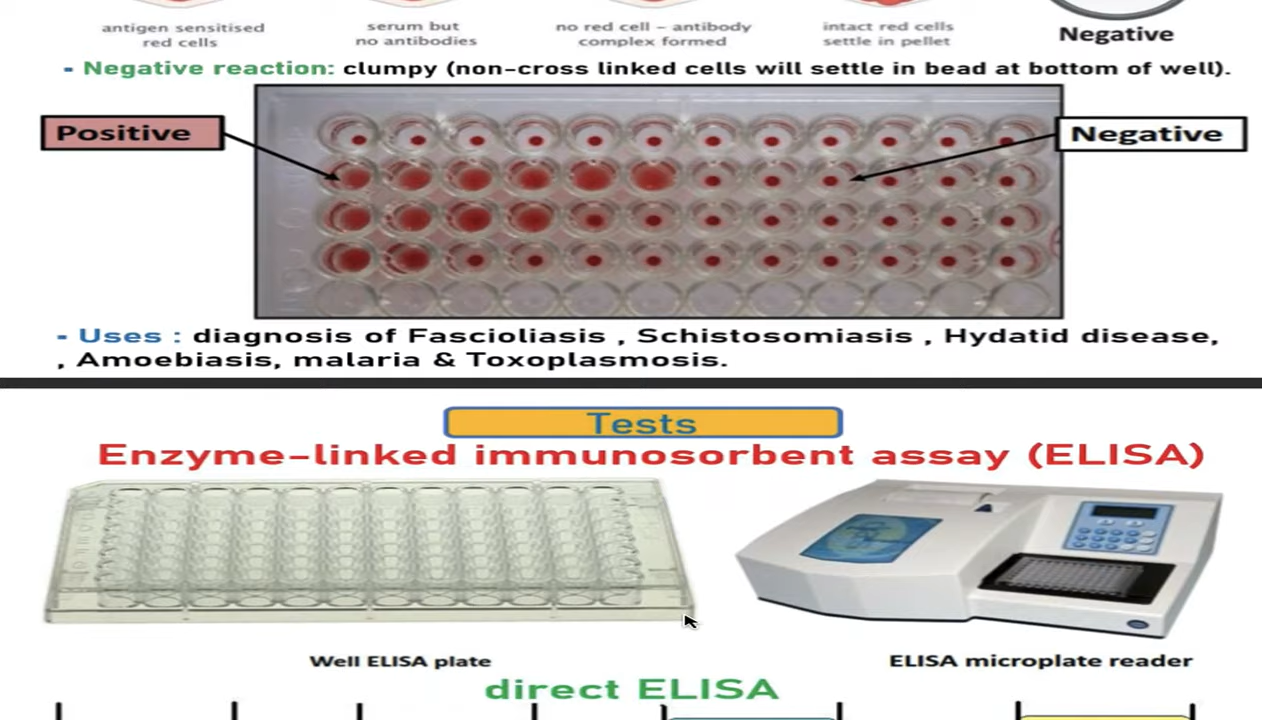 antigen sensitised
red cells
serum but
no antibodies
no red cell – antibody
complex formed
intact red cells
settle in pellet
Negative
- Negative reaction: clumpy (non-cross linked cells will settle in bead at bottom of well).
Positive
Negative
- Uses : diagnosis of Fascioliasis , Schistosomiasis , Hydatid disease,
, Amoebiasis, malaria & Toxoplasmosis.
Tests
Enzyme-linked immunosorbent assay (ELISA)
Well ELISA plate
ELISA microplate reader
direct ELISA